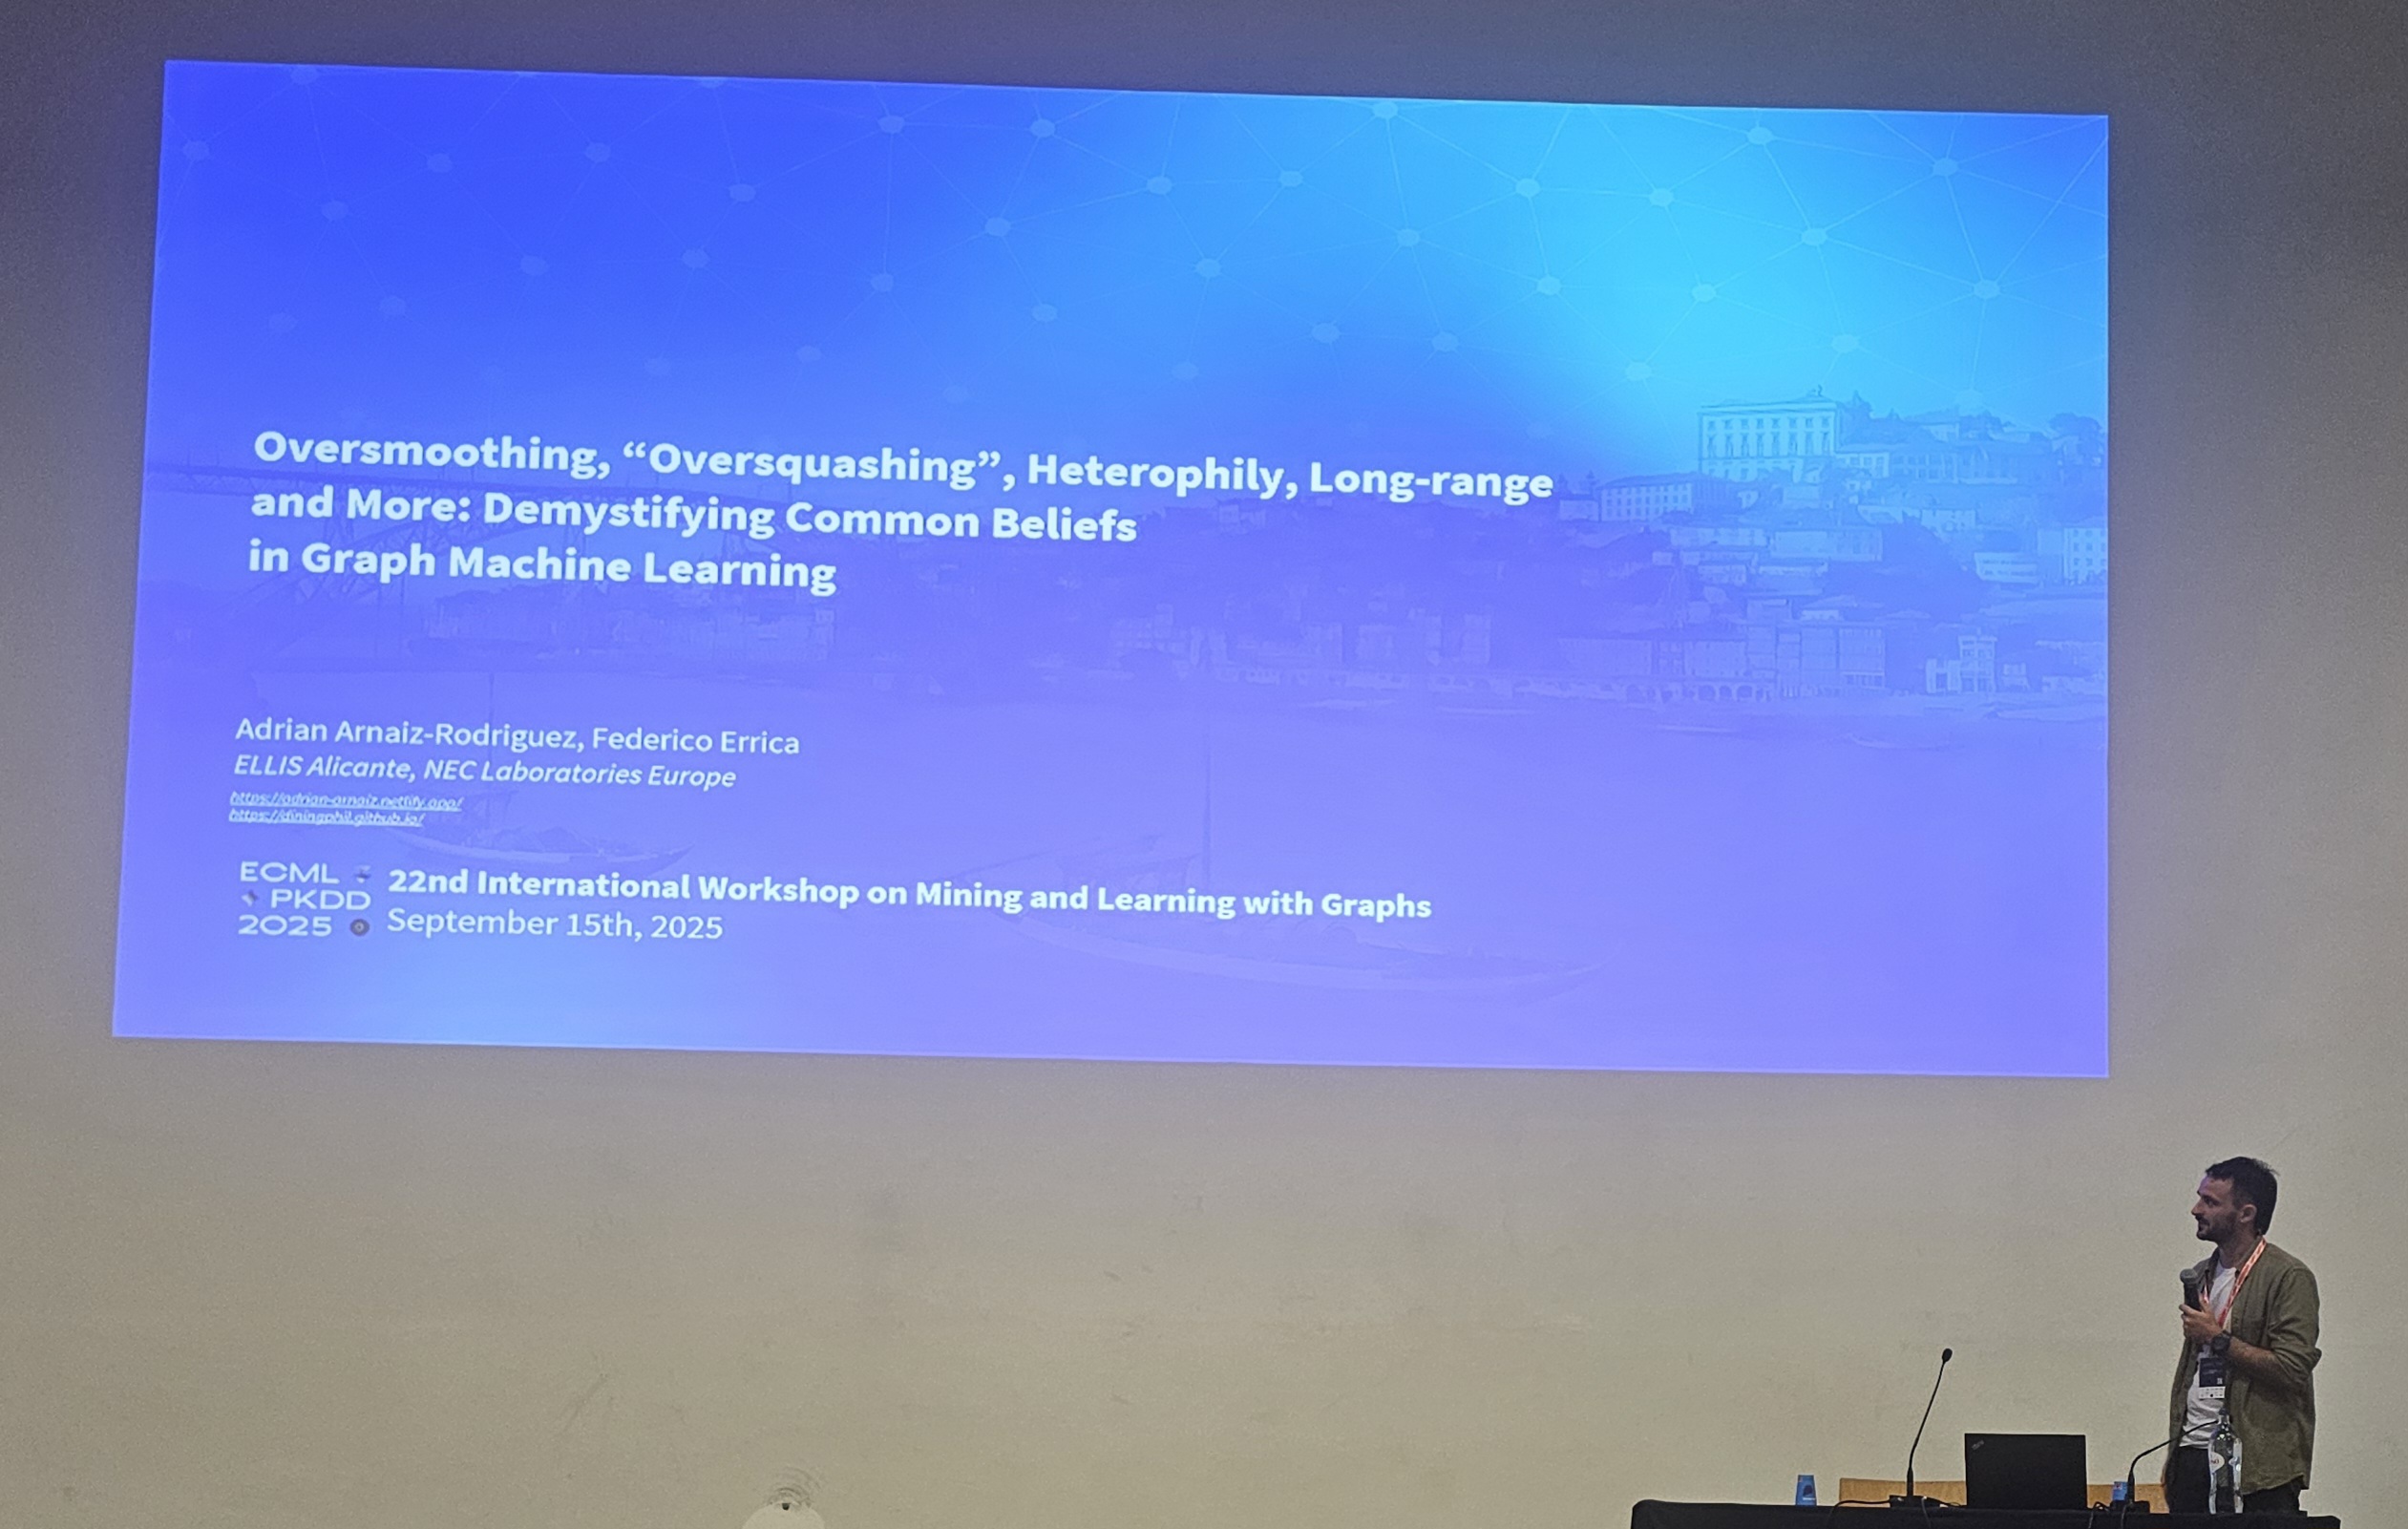 Oversmoothing, “Oversquashing”, Heterophily, Long-range
and More: Demystifying Common Beliefs
in Graph Machine Learning
Adrian Arnaiz-Rodriguez, Federico Errica
ELLIS Alicante, NEC Laboratories Europe
https://adrian-arnaiz.netlify.app/
https://diningphil.github.io/
ECML
PKDD
2025
22nd International Workshop on Mining and Learning with Graphs
September 15th, 2025